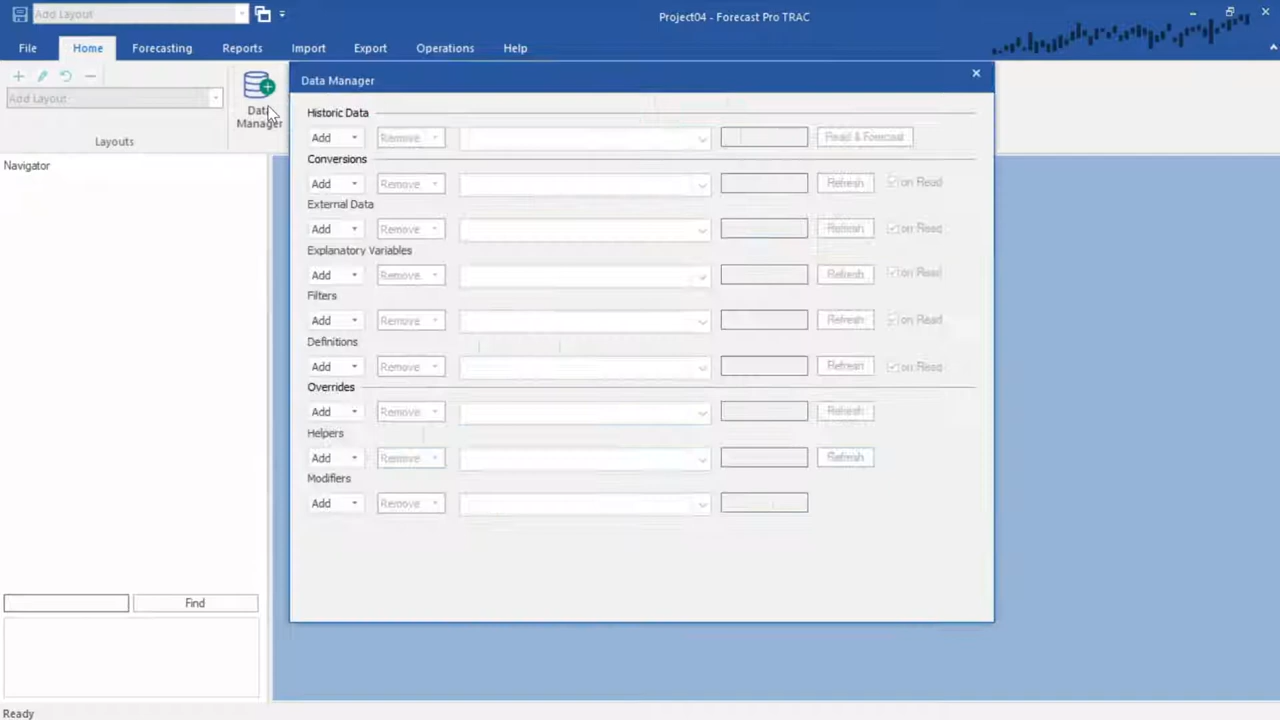 Add Layout
Project04 - Forecast Pro TRAC
File Home Forecasting Reports Import Export Operations Help
Add Layout
Layouts
Data Manager
Navigator
Find
Ready
Data Manager
Historic Data
Add Remove Read & Forecast
Conversions
Add Remove Refresh on Read
External Data
Add Remove Refresh on Read
Explanatory Variables
Add Remove Refresh on Read
Filters
Add Remove Refresh on Read
Definitions
Add Remove Refresh on Read
Overrides
Add Remove Refresh
Helpers
Add Remove Refresh
Modifiers
Add Remove